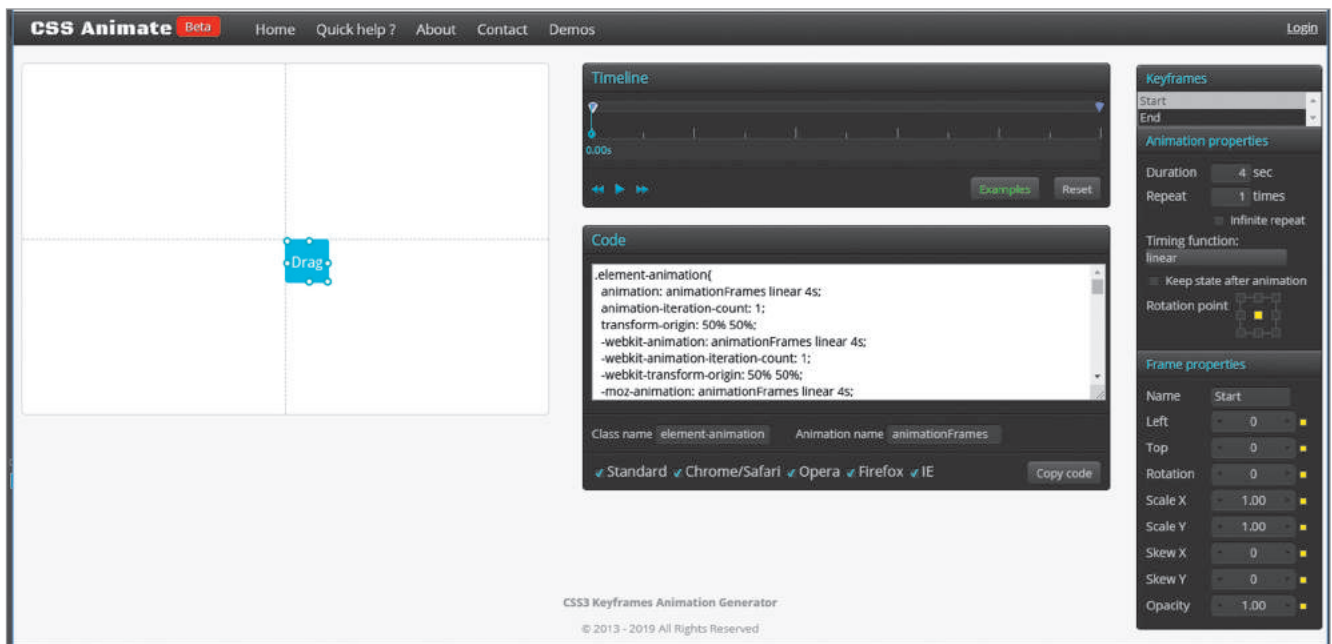 CSS Animate Beta Home Quick help ? About Contact Demos Login
Drag
Timeline
0.00s
Examples Reset
Code
.element-animation{
animation: animationFrames linear 4s;
animation-iteration-count: 1;
transform-origin: 50% 50%;
-webkit-animation: animationFrames linear 4s;
-webkit-animation-iteration-count: 1;
-webkit-transform-origin: 50% 50%;
-moz-animation: animationFrames linear 4s;
Class name element-animation Animation name animationFrames
Standard Chrome/Safari Opera Firefox IE Copy code
Keyframes
Start
End
Animation properties
Duration 4 sec
Repeat 1 times
Infinite repeat
Timing function:
linear
Keep state after animation
Rotation point
Frame properties
Name Start
Left 0
Top 0
Rotation 0
Scale X 1.00
Scale Y 1.00
Skew X 0
Skew Y 0
Opacity 1.00
CSS3 Keyframes Animation Generator
© 2013 - 2019 All Rights Reserved